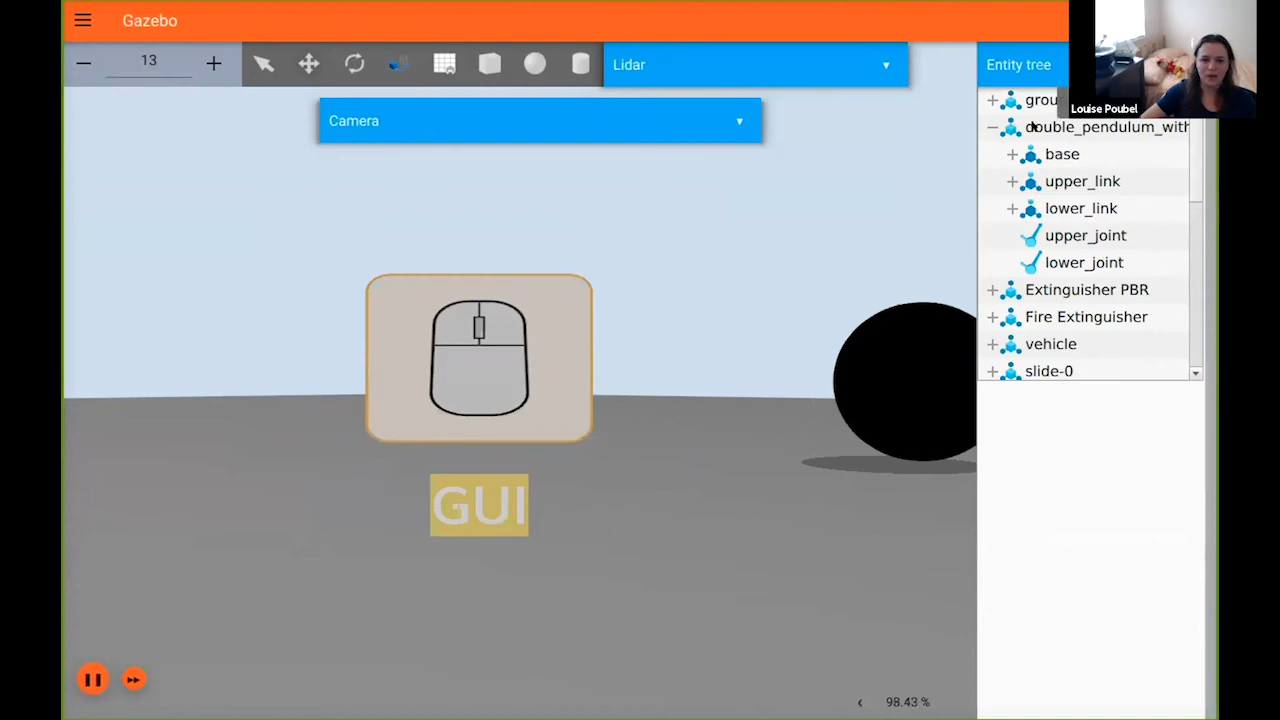 Gazebo
13
Lidar
Entity tree
Louise Poubel
Camera
grou
double_pendulum_with
base
upper_link
lower_link
upper_joint
lower_joint
Extinguisher PBR
Fire Extinguisher
vehicle
slide-0
GUI
98.43 %